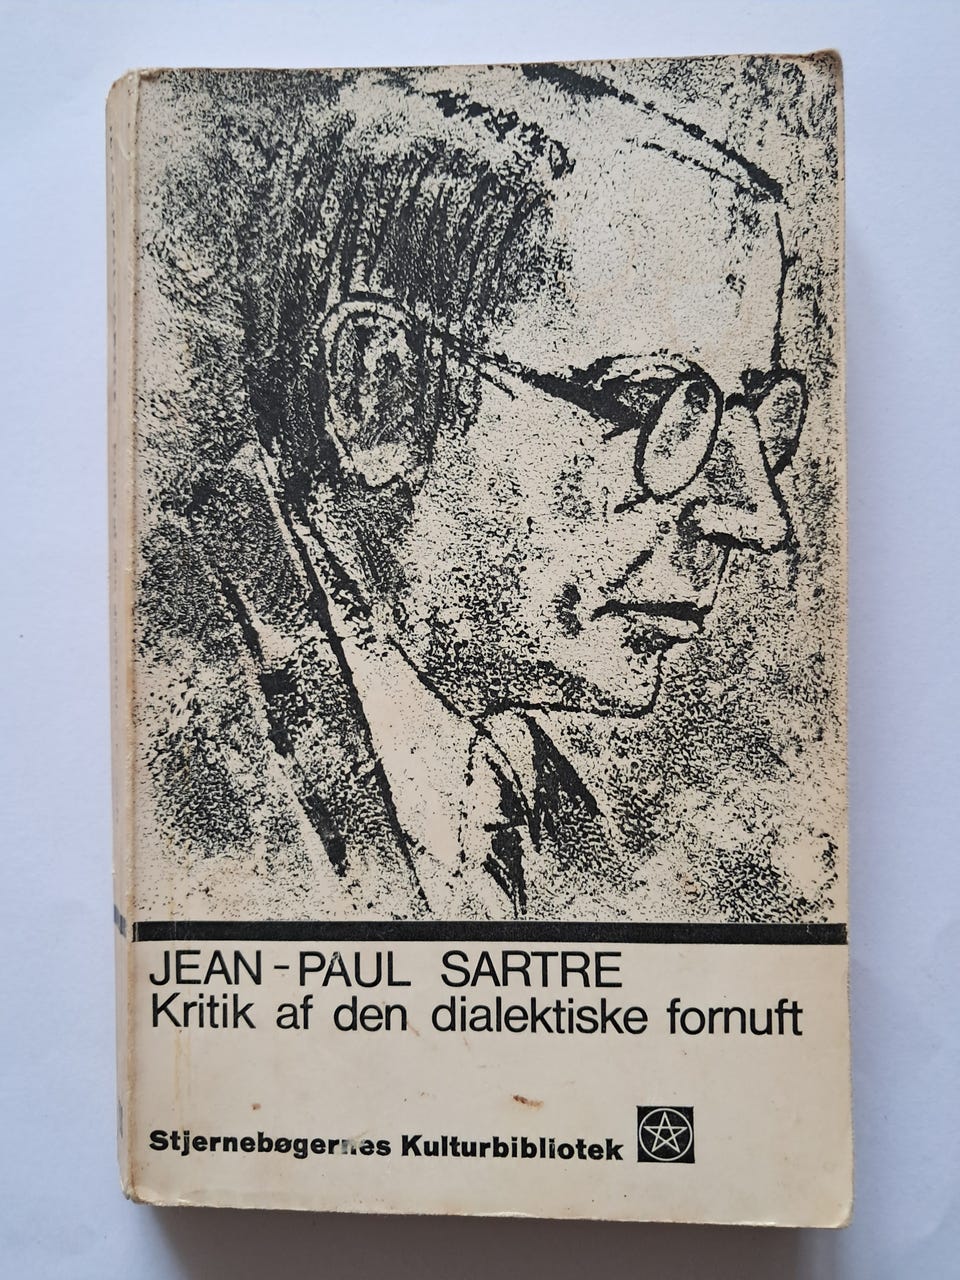 JEAN-PAUL SARTRE
Kritik af den dialektiske fornuft
Stjernebøgernes Kulturbibliotek